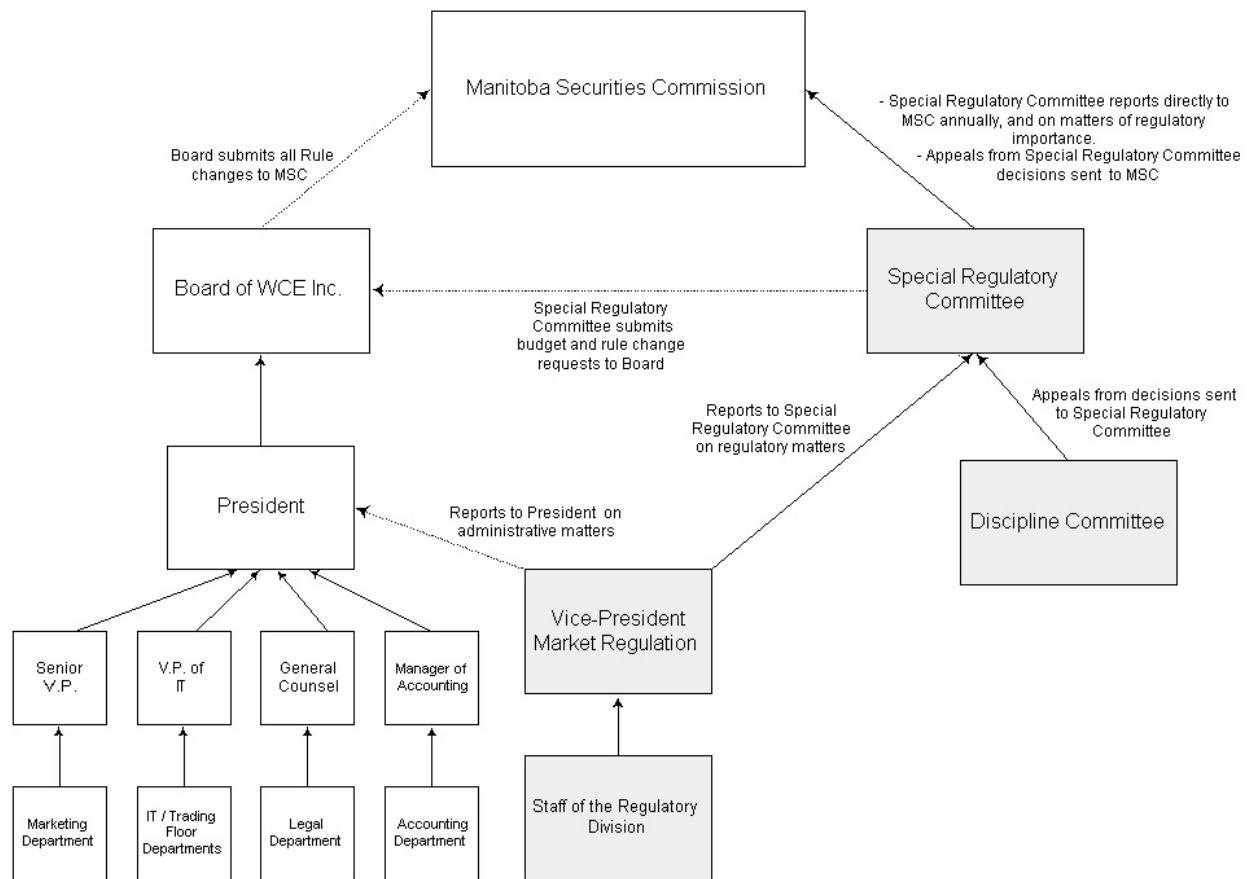 Manitoba Securities Commission
- Special Regulatory Committee reports directly to
MSC annually, and on matters of regulatory
importance.
- Appeals from Special Regulatory Committee
decisions sent to MSC
Board submits all Rule
changes to MSC
Board of WCE Inc.
Special Regulatory
Committee
Special Regulatory
Committee submits
budget and rule change
requests to Board
Reports to Special
Regulatory Committee
on regulatory matters
Appeals from decisions sent
to Special Regulatory
Committee
President
Reports to President on
administrative matters
Discipline Committee
Vice-President
Market Regulation
Senior
V.P.
V.P. of
IT
General
Counsel
Manager of
Accounting
Marketing
Department
IT / Trading
Floor
Departments
Legal
Department
Accounting
Department
Staff of the Regulatory
Division